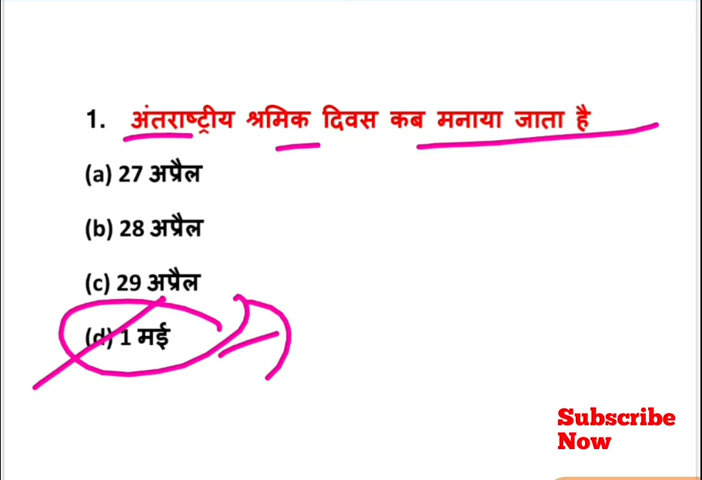 1. अंतराष्ट्रीय श्रमिक दिवस कब मनाया जाता है
(a) 27 अप्रैल
(b) 28 अप्रैल
(c) 29 अप्रैल
(d) 1 मई
Subscribe
Now